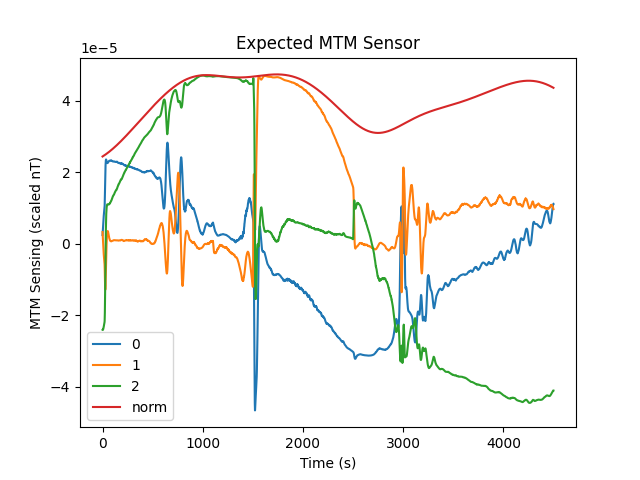 Expected MTM Sensor
1e−5
MTM Sensing (scaled nT)
4
2
0
−2
−4
0
1
2
norm
0 1000 2000 3000 4000
Time (s)